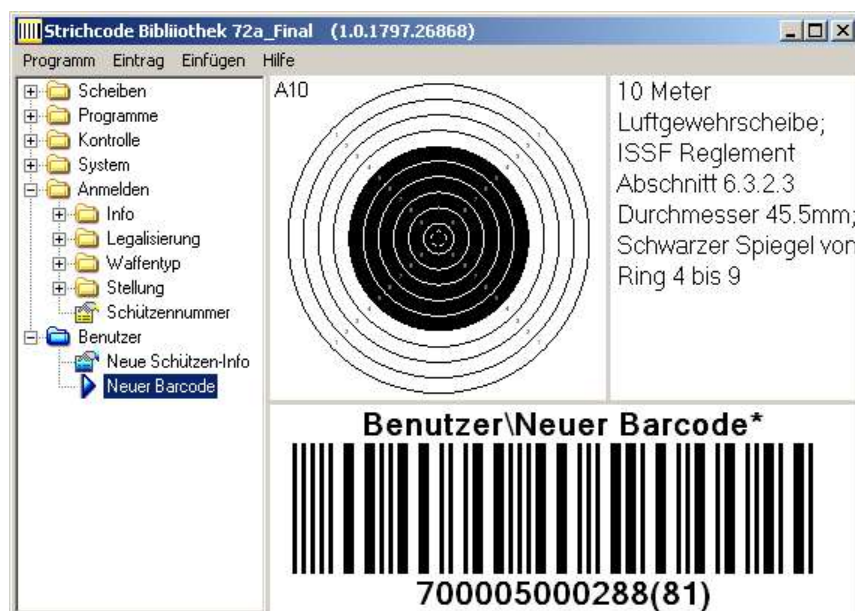 Strichcode Bibliiothek 72a_Final (1.0.1797.26868)
Programm Eintrag Einfügen Hilfe
Scheiben
Programme
Kontrolle
System
Anmelden
Info
Legalisierung
Waffentyp
Stellung
Schützennummer
Benutzer
Neue Schützen-Info
Neuer Barcode
A10
10 Meter
Luftgewehrscheibe;
ISSF Reglement
Abschnitt 6.3.2.3
Durchmesser 45.5mm;
Schwarzer Spiegel von
Ring 4 bis 9
Benutzer\Neuer Barcode*
700005000288(81)